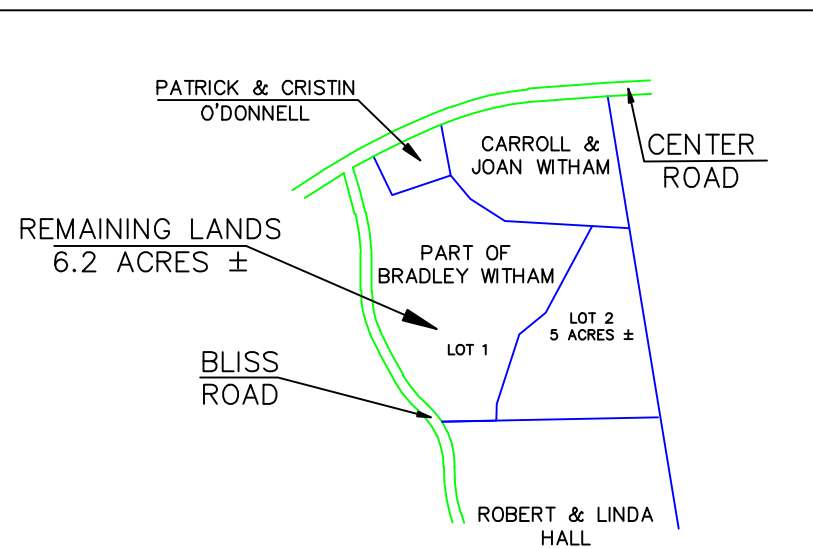 PATRICK & CRISTIN
O'DONNELL
CARROLL &
JOAN WITHAM
CENTER
ROAD
REMAINING LANDS
6.2 ACRES ±
PART OF
BRADLEY WITHAM
LOT 2
5 ACRES ±
LOT 1
BLISS
ROAD
ROBERT & LINDA
HALL